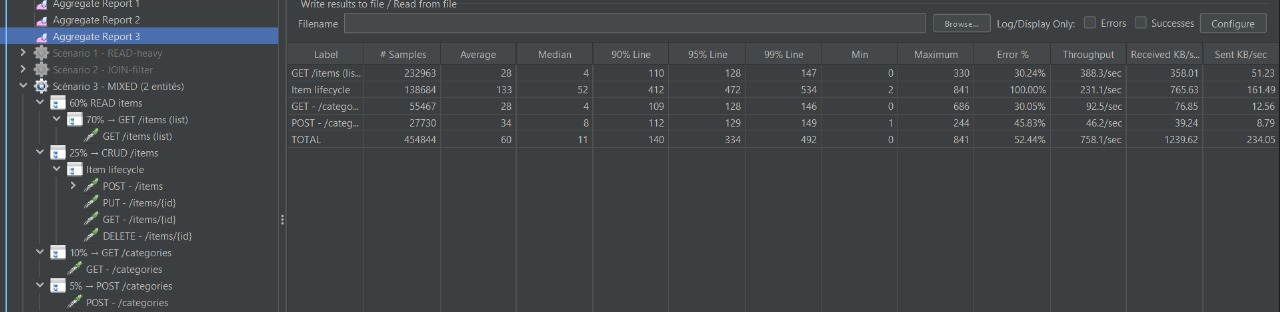 Aggregate Report 1
Aggregate Report 2
Aggregate Report 3
Scénario 1 - READ-heavy
Scénario 2 - JOIN-filter
Scénario 3 - MIXED (2 entités)
60% READ items
70% → GET /items (list)
GET /items (list)
25% → CRUD /items
Item lifecycle
POST - /items
PUT - /items/{id}
GET - /items/{id}
DELETE - /items/{id}
10% → GET /categories
GET - /categories
5% → POST /categories
POST - /categories
Write results to file / Read from file
Filename Browse... Log/Display Only: Errors Successes Configure
Label # Samples Average Median 90% Line 95% Line 99% Line Min Maximum Error % Throughput Received KB/s... Sent KB/sec
GET /items (lis... 232963 28 4 110 128 147 0 330 30.24% 388.3/sec 358.01 51.23
Item lifecycle 138684 133 52 412 472 534 2 841 100.00% 231.1/sec 765.63 161.49
GET - /catego... 55467 28 4 109 128 146 0 686 30.05% 92.5/sec 76.85 12.56
POST - /categ... 27730 34 8 112 129 149 1 244 45.83% 46.2/sec 39.24 8.79
TOTAL 454844 60 11 140 334 492 0 841 52.44% 758.1/sec 1239.62 234.05